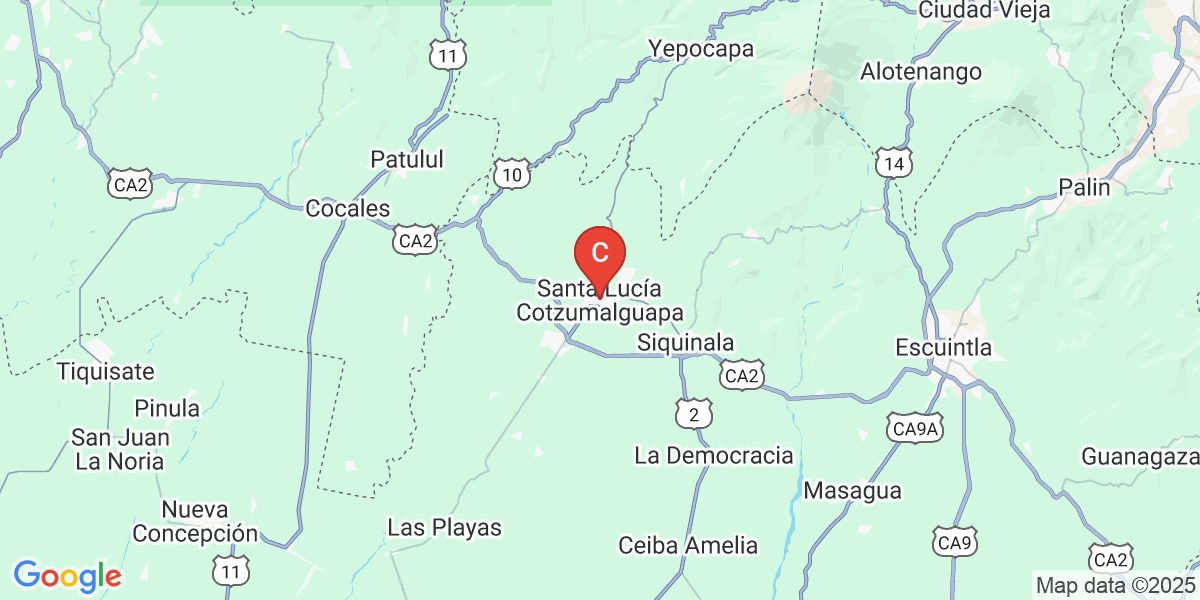 Ciudad Vieja
Yepocapa
11
Alotenango
Patulul
14
10
CA2
Palin
Cocales
CA2
C
Santa Lucía
Cotzumalguapa
Siquinala
Escuintla
Tiquisate
CA2
Pinula
2
CA9A
San Juan
La Noria
La Democracia
Guanagaza
Masagua
Nueva
Concepción
Las Playas
Ceiba Amelia
CA9
CA2
11
Google
Map data ©2025